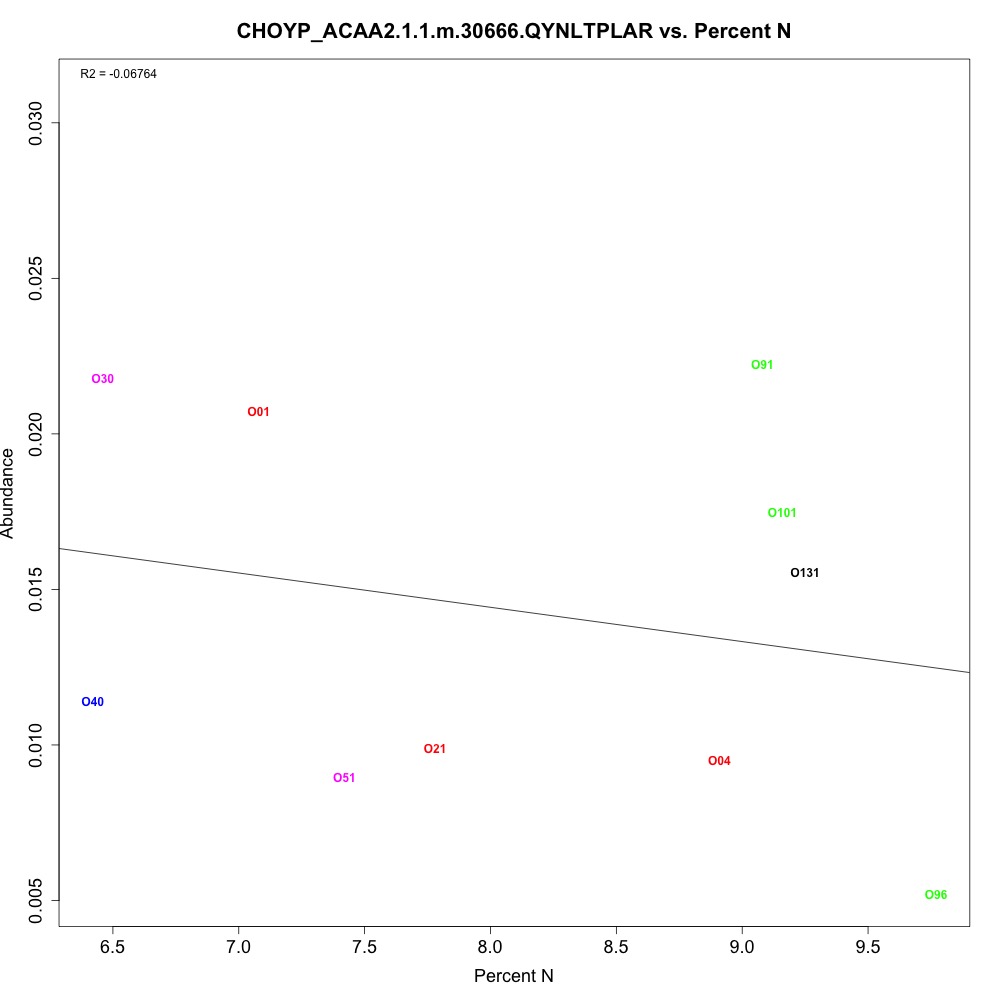 CHOYP_ACAA2.1.1.m.30666.QYNLTPLAR vs. Percent N
R2 = -0.06764
0.030
0.025
0.020
0.015
0.010
0.005
Abundance
O30
O01
O91
O101
O131
O40
O21
O04
O51
O96
6.5 7.0 7.5 8.0 8.5 9.0 9.5
Percent N